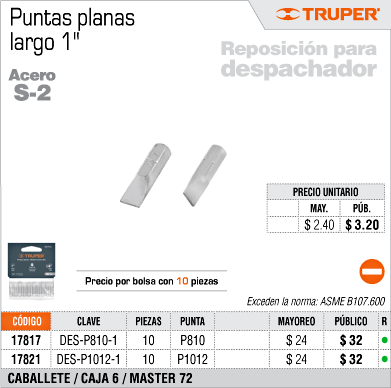 Puntas planas
largo 1"
TRUPER®
Reposición para
despachador
Acero
S-2
PRECIO UNITARIO
MAY. PÚB.
$ 2.40 $ 3.20
TRUPER
Precio por bolsa con 10 piezas
Exceden la norma: ASME B107.600
CÓDIGO CLAVE PIEZAS PUNTA MAYOREO PÚBLICO R
17817 DES-P810-1 10 P810 $ 24 $ 32
17821 DES-P1012-1 10 P1012 $ 24 $ 32
CABALLETE / CAJA 6 / MASTER 72